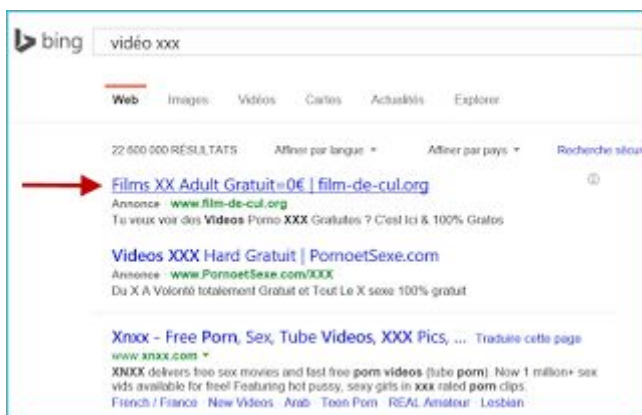 bing vidéo xxx
Web Images Vidéos Cartes Actualités Explorer
22 600 000 RÉSULTATS Affiner par langue Affiner par pays Recherche sécur
Films XX Adult Gratuit=0€ | film-de-cul.org
Annonce · www.film-de-cul.org
Tu veux voir des Videos Porno XXX Gratuites ? C'est Ici & 100% Gratos
Videos XXX Hard Gratuit | PornoetSexe.com
Annonce · www.PornoetSexe.com/XXX
Du X A Volonté totalement Gratuit et Tout Le X sexe 100% gratuit
Xnxx - Free Porn, Sex, Tube Videos, XXX Pics, ... Traduire cette page
www.xnxx.com
XNXX delivers free sex movies and fast free porn videos (tube porn). Now 1 million+ sex
vids available for free! Featuring hot pussy, sexy girls in xxx rated porn clips.
French / France · New Videos · Arab · Teen Porn · REAL Amateur · Lesbian